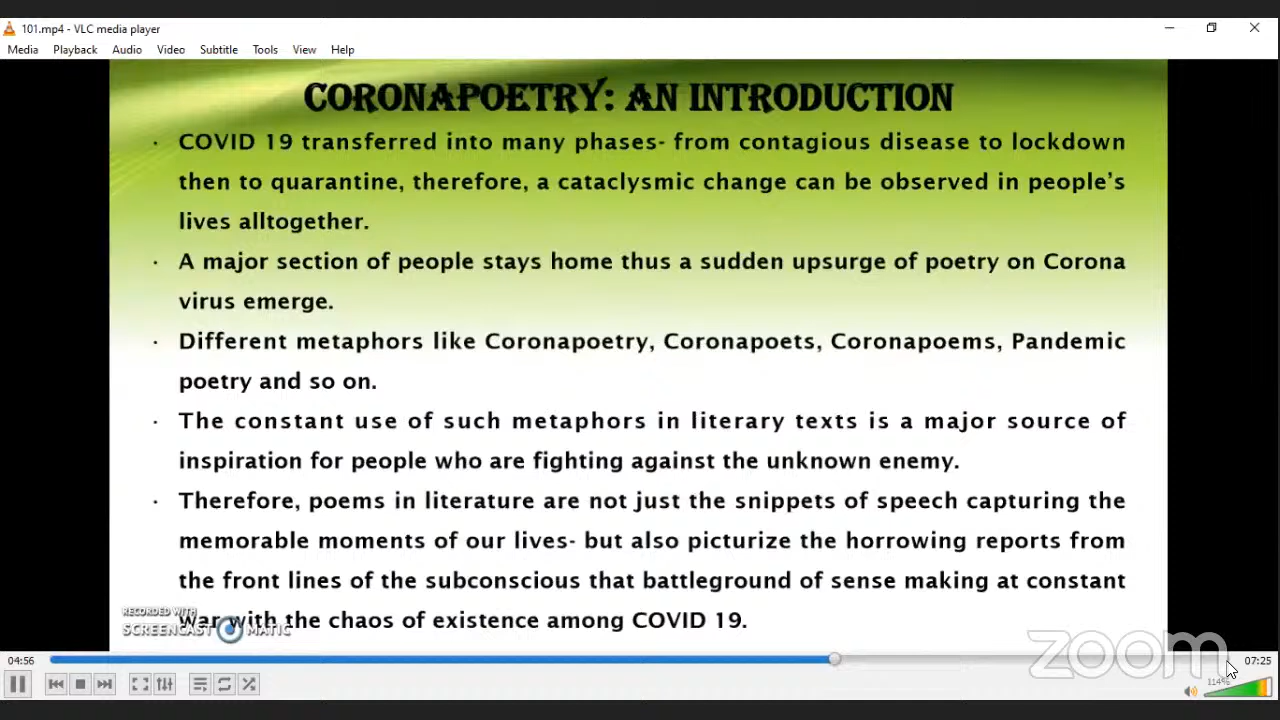 101.mp4 - VLC media player
Media Playback Audio Video Subtitle Tools View Help
CORONAPOETRY: AN INTRODUCTION
· COVID 19 transferred into many phases- from contagious disease to lockdown
then to quarantine, therefore, a cataclysmic change can be observed in people's
lives alltogether.
· A major section of people stays home thus a sudden upsurge of poetry on Corona
virus emerge.
· Different metaphors like Coronapoetry, Coronapoets, Coronapoems, Pandemic
poetry and so on.
· The constant use of such metaphors in literary texts is a major source of
inspiration for people who are fighting against the unknown enemy.
· Therefore, poems in literature are not just the snippets of speech capturing the
memorable moments of our lives- but also picturize the horrowing reports from
the front lines of the subconscious that battleground of sense making at constant
war with the chaos of existence among COVID 19.
RECORDED WITH
SCREENCAST MATIC
zoom
04:56
07:25
114%